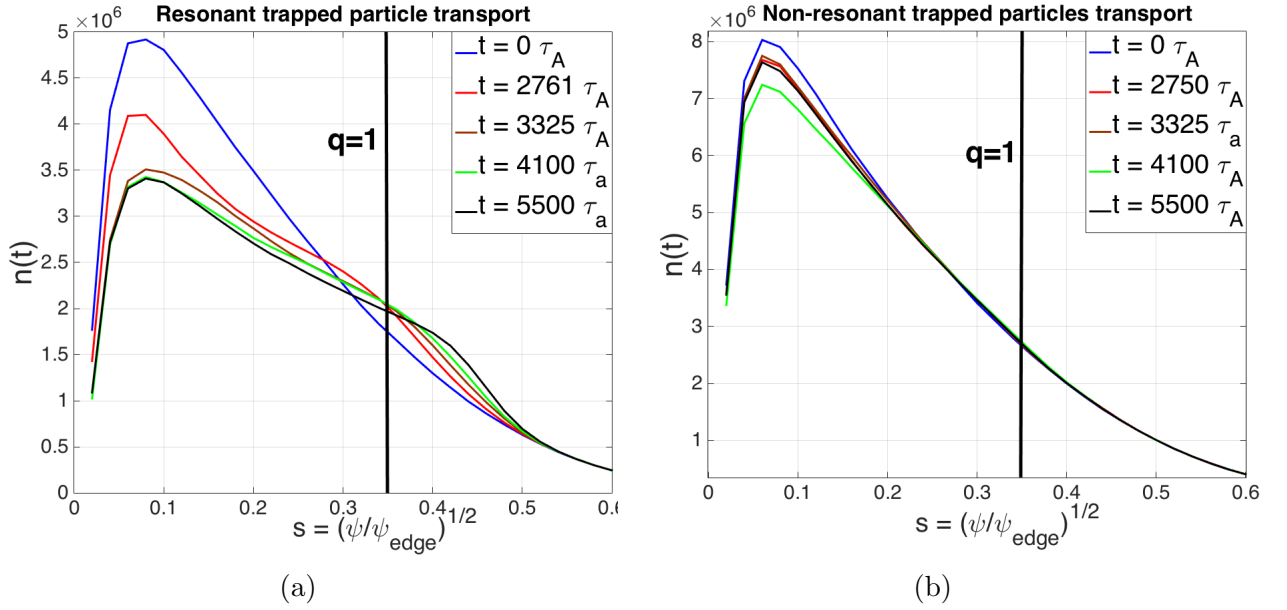 Resonant trapped particle transport
×10⁶
5
4.5
4
3.5
3
2.5
2
1.5
1
0.5
0
0
0.1
0.2
0.3
0.4
0.5
0.6
n(t)
s = (ψ/ψ_edge)^1/2
q=1
t = 0 τ_A
t = 2761 τ_A
t = 3325 τ_A
t = 4100 τ_a
t = 5500 τ_a
(a)
Non-resonant trapped particles transport
×10⁶
8
7
6
5
4
3
2
1
0
0.1
0.2
0.3
0.4
0.5
0.6
n(t)
s = (ψ/ψ_edge)^1/2
q=1
t = 0 τ_A
t = 2750 τ_A
t = 3325 τ_a
t = 4100 τ_A
t = 5500 τ_A
(b)